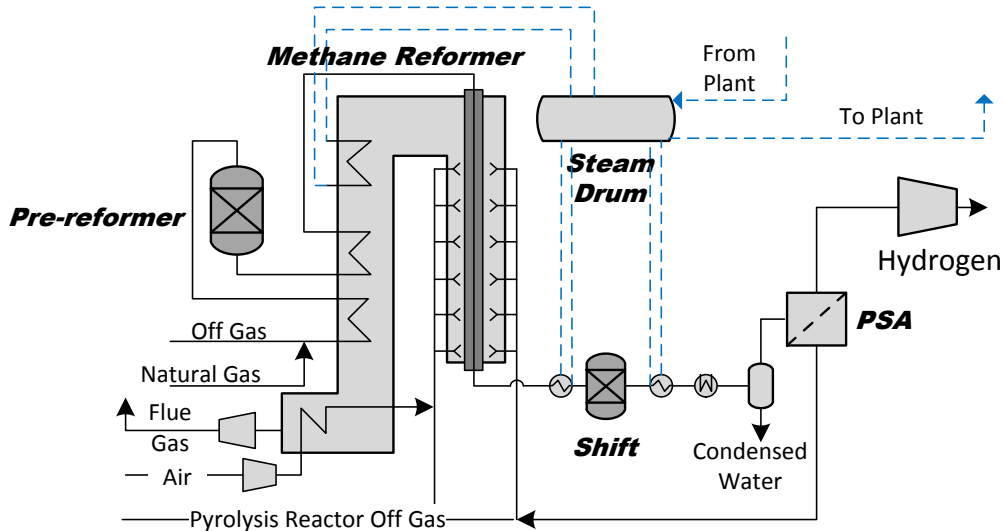 Methane Reformer
From
Plant
To Plant
Steam
Drum
Pre-reformer
Hydrogen
PSA
Off Gas
Natural Gas
Flue
Gas
Air
Shift
Condensed
Water
Pyrolysis Reactor Off Gas